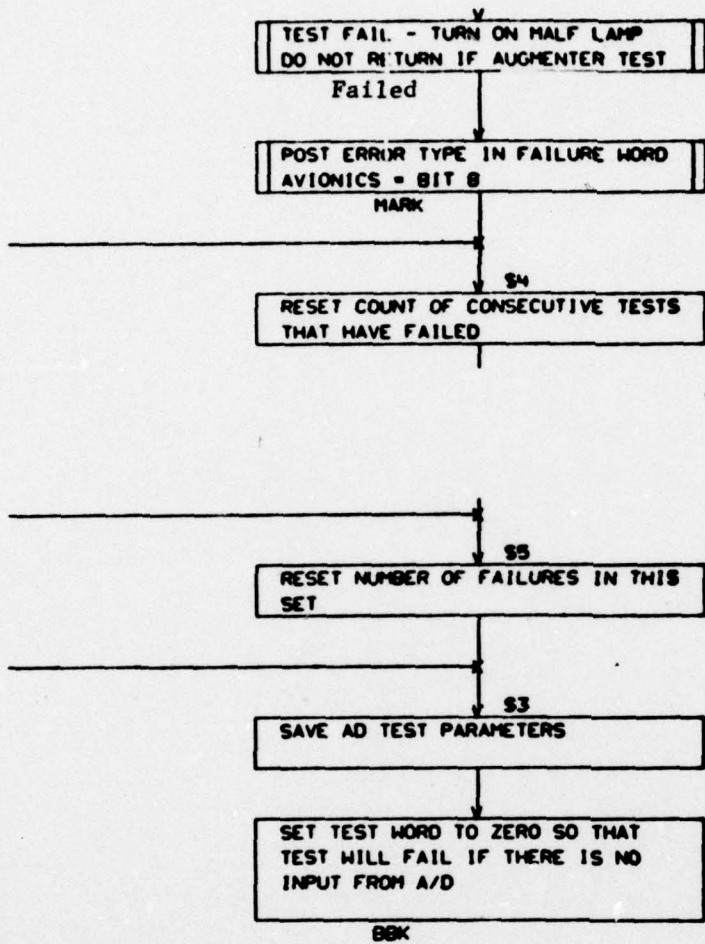 TEST FAIL - TURN ON MALF LAMP
DO NOT RETURN IF AUGMENTER TEST
Failed
POST ERROR TYPE IN FAILURE WORD
AVIONICS = BIT 8
MARK
$4
RESET COUNT OF CONSECUTIVE TESTS
THAT HAVE FAILED
$5
RESET NUMBER OF FAILURES IN THIS
SET
$3
SAVE AD TEST PARAMETERS
SET TEST WORD TO ZERO SO THAT
TEST WILL FAIL IF THERE IS NO
INPUT FROM A/D
BBK